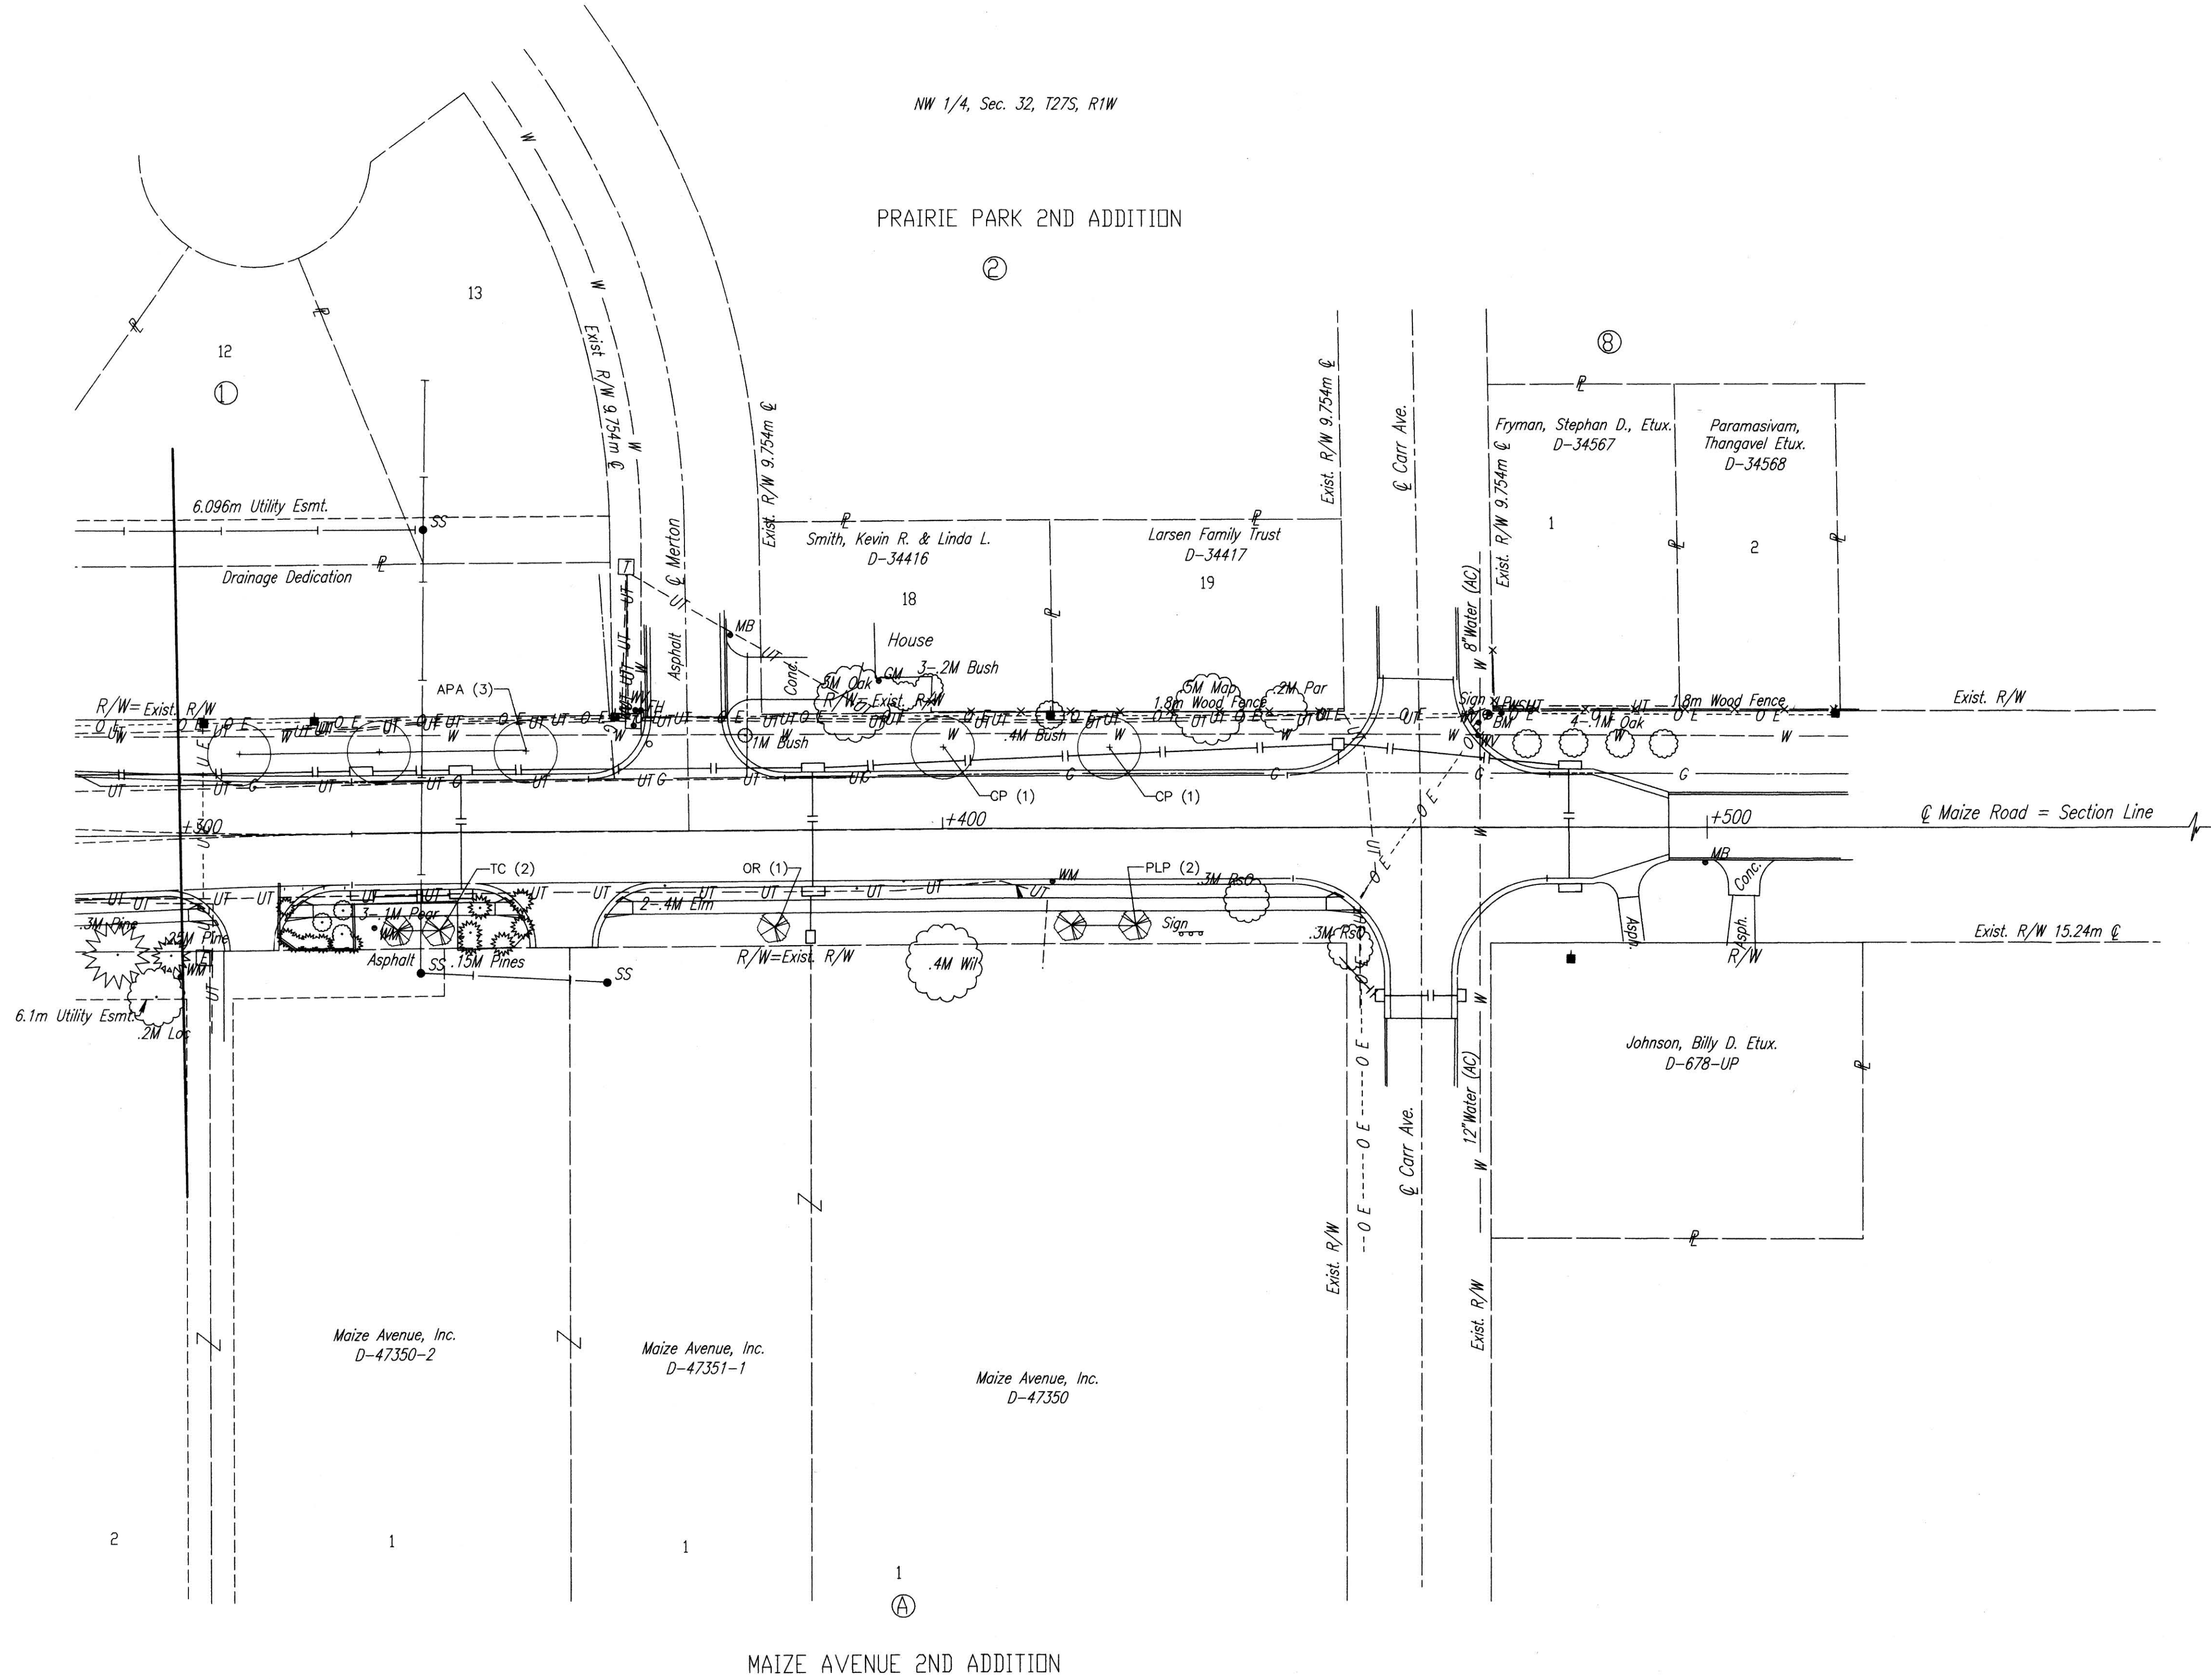 NW 1/4, Sec. 32, T27S, R1W
PRAIRIE PARK 2ND ADDITION
2
13
12
1
8
Exist R/W 9.754m ℄
Exist. R/W 9.754m ℄
Exist. R/W 9.754m ℄
℄ Carr Ave.
Exist. R/W 9.754m ℄
Fryman, Stephan D., Etux.
D-34567
Paramasivam,
Thangavel Etux.
D-34568
1
2
6.096m Utility Esmt.
SS
Drainage Dedication
T
℄ Merton
Asphalt
Smith, Kevin R. & Linda L.
D-34416
18
Larsen Family Trust
D-34417
19
8"Water (AC)
MB
House
GM
3-.2M Bush
Conc.
.5M Map
.2M Par
1.8m Wood Fence
R/W=Exist. R/W
.4M Bush
.1M Bush
APA (3)
R/W=Exist. R/W
Sign
BM
WV
4-.1M Oak
1.8m Wood Fence
Exist. R/W
CP (1)
CP (1)
+300
+400
+500
℄ Maize Road = Section Line
TC (2)
OR (1)
PLP (2)
WM
.3M RsO
MB
Conc.
Asph.
Asph.
R/W
.3M Pine
.25M Pine
WM
3-.1M Pear
WM
Asphalt
SS
.15M Pines
SS
2-.4M Elm
R/W=Exist. R/W
.4M Wil
Sign
.3M RsO
Exist. R/W 15.24m ℄
6.1m Utility Esmt.
.2M Loc
Johnson, Billy D. Etux.
D-678-UP
12"Water (AC)
℄ Carr Ave.
Exist. R/W
Exist. R/W
Maize Avenue, Inc.
D-47350-2
Maize Avenue, Inc.
D-47351-1
Maize Avenue, Inc.
D-47350
2
1
1
1
A
MAIZE AVENUE 2ND ADDITION